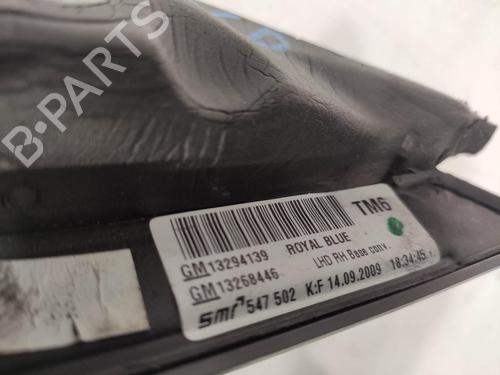 B-PARTS
TM6
ROYAL BLUE
GM 13294139
LHD RH Base conv.
GM 13268446
smr 547 502 K:F 14.09.2009 18:34:45